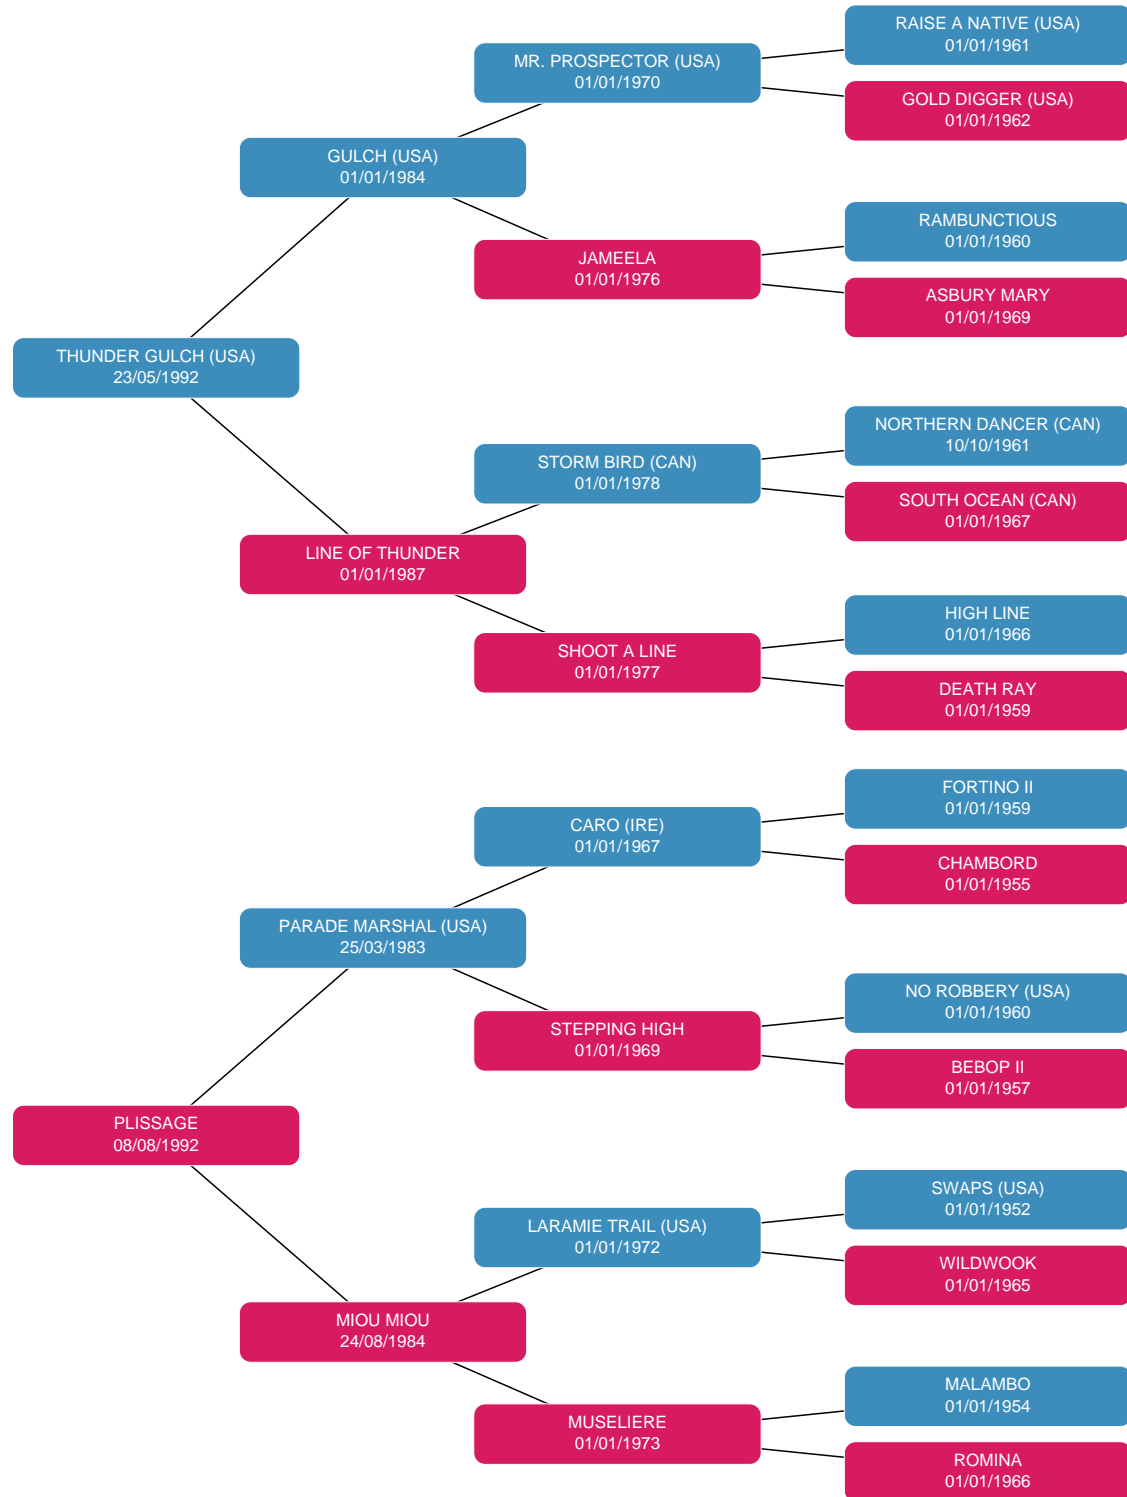 RAISE A NATIVE (USA)
01/01/1961
MR. PROSPECTOR (USA)
01/01/1970
GOLD DIGGER (USA)
01/01/1962
GULCH (USA)
01/01/1984
RAMBUNCTIOUS
01/01/1960
JAMEELA
01/01/1976
ASBURY MARY
01/01/1969
THUNDER GULCH (USA)
23/05/1992
NORTHERN DANCER (CAN)
10/10/1961
STORM BIRD (CAN)
01/01/1978
SOUTH OCEAN (CAN)
01/01/1967
LINE OF THUNDER
01/01/1987
HIGH LINE
01/01/1966
SHOOT A LINE
01/01/1977
DEATH RAY
01/01/1959
FORTINO II
01/01/1959
CARO (IRE)
01/01/1967
CHAMBORD
01/01/1955
PARADE MARSHAL (USA)
25/03/1983
NO ROBBERY (USA)
01/01/1960
STEPPING HIGH
01/01/1969
BEBOP II
01/01/1957
PLISSAGE
08/08/1992
SWAPS (USA)
01/01/1952
LARAMIE TRAIL (USA)
01/01/1972
WILDWOOK
01/01/1965
MIOU MIOU
24/08/1984
MALAMBO
01/01/1954
MUSELIERE
01/01/1973
ROMINA
01/01/1966